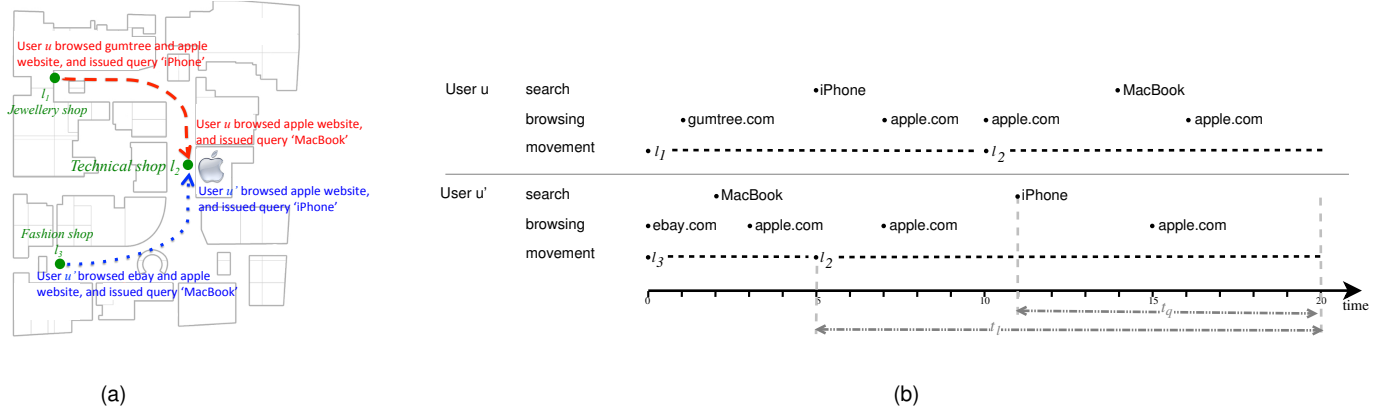 User u browsed gumtree and apple
website, and issued query 'iPhone'
l1
Jewellery shop
User u browsed apple website,
and issued query 'MacBook'
Technical shop l2
User u' browsed apple website,
and issued query 'iPhone'
Fashion shop
l3
User u' browsed ebay and apple
website, and issued query 'MacBook'
(a)
User u search iPhone MacBook
browsing gumtree.com apple.com apple.com apple.com
movement l1 l2
User u' search MacBook iPhone
browsing ebay.com apple.com apple.com apple.com
movement l3 l2
0 5 10 15 20
time
tq
tl
(b)